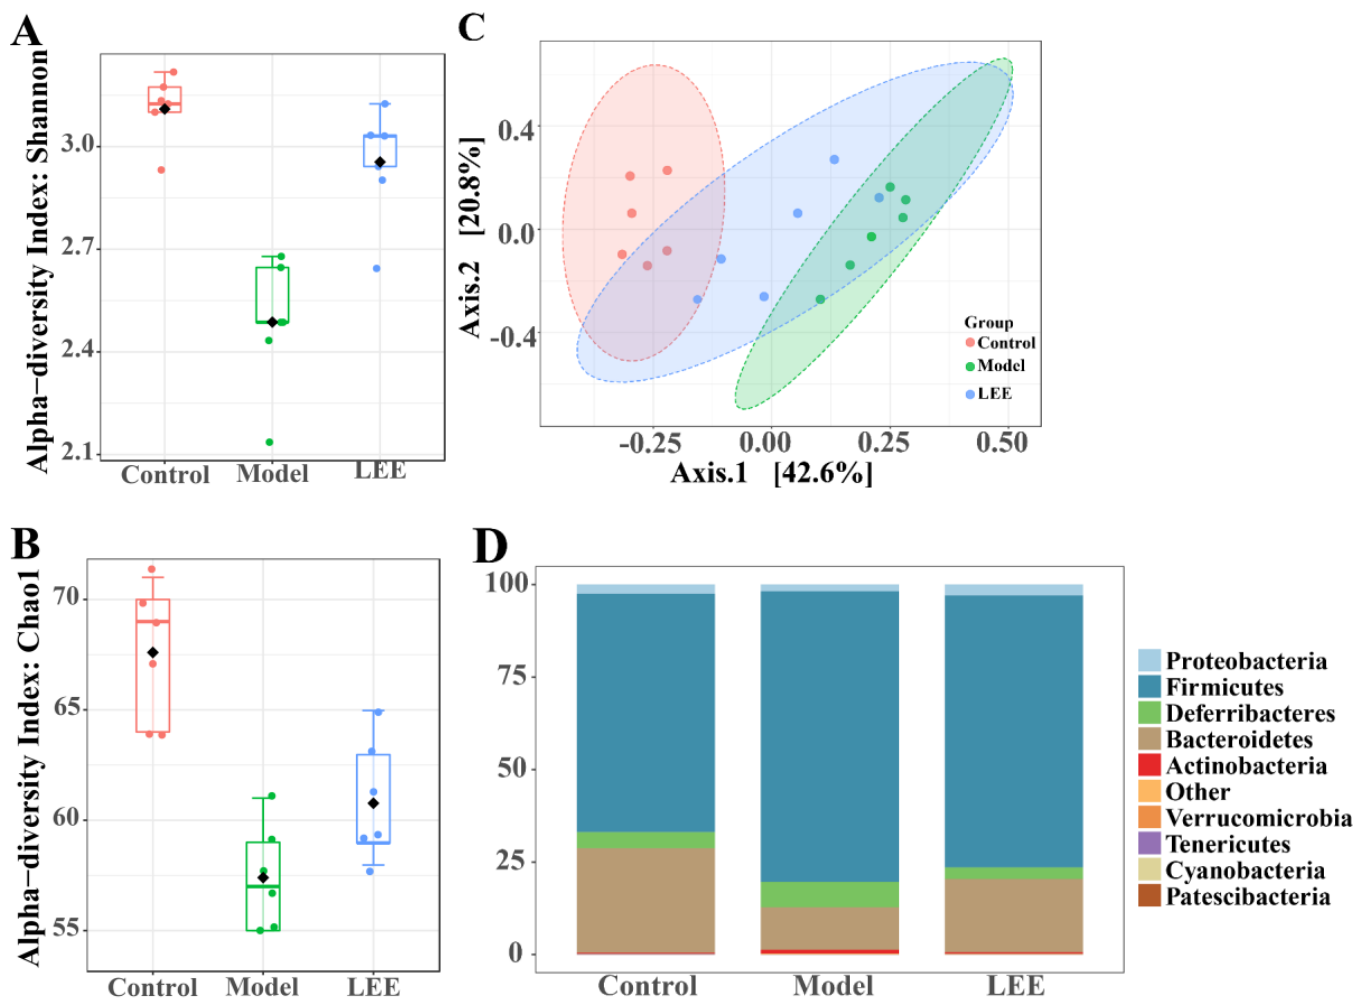 A
Alpha−diversity Index: Shannon
3.0
2.7
2.4
2.1
Control Model LEE
C
Axis.2 [20.8%]
0.4
0.0
-0.4
Group
Control
Model
LEE
-0.25 0.00 0.25 0.50
Axis.1 [42.6%]
B
Alpha−diversity Index: Chao1
70
65
60
55
Control Model LEE
D
100
75
50
25
0
Control Model LEE
Proteobacteria
Firmicutes
Deferribacteres
Bacteroidetes
Actinobacteria
Other
Verrucomicrobia
Tenericutes
Cyanobacteria
Patescibacteria